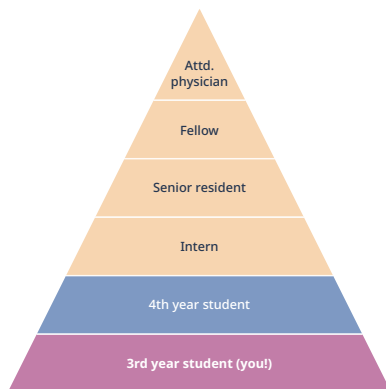 Attd.
physician
Fellow
Senior resident
Intern
4th year student
3rd year student (you!)